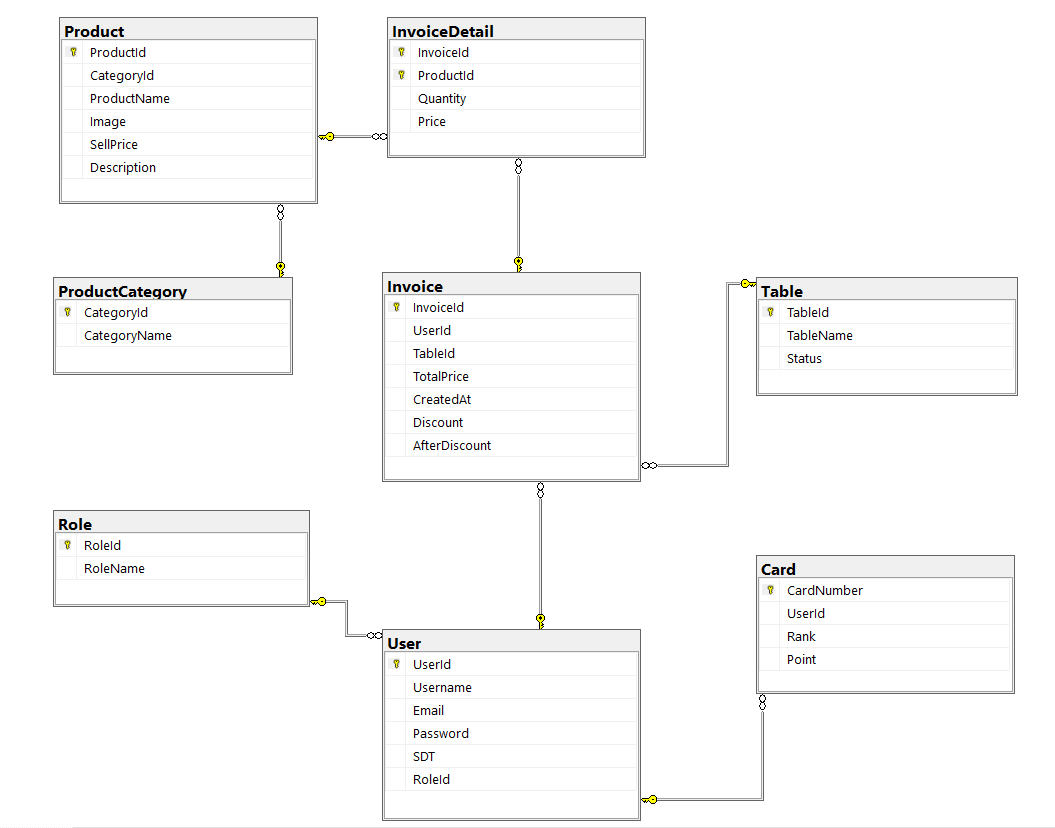 Product
ProductId
CategoryId
ProductName
Image
SellPrice
Description
InvoiceDetail
InvoiceId
ProductId
Quantity
Price
ProductCategory
CategoryId
CategoryName
Invoice
InvoiceId
UserId
TableId
TotalPrice
CreatedAt
Discount
AfterDiscount
Table
TableId
TableName
Status
Role
RoleId
RoleName
User
UserId
Username
Email
Password
SDT
RoleId
Card
CardNumber
UserId
Rank
Point